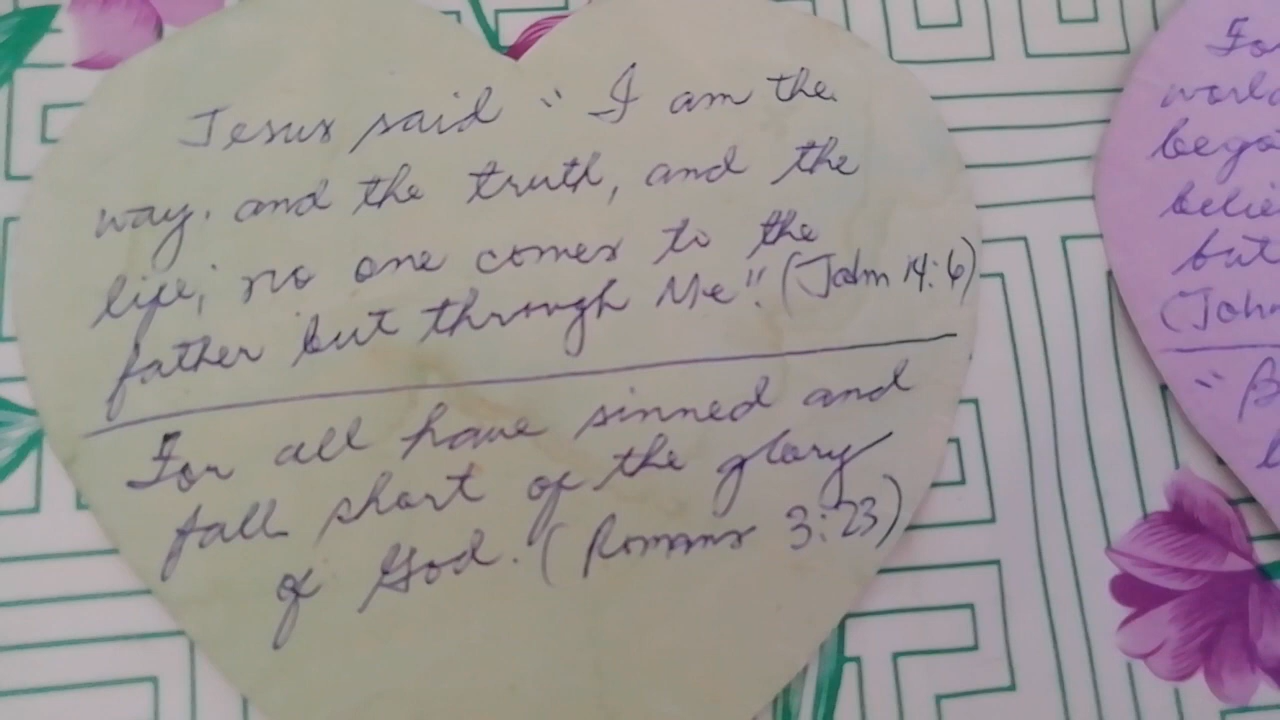 Jesus said " I am the
way. and the truth, and the
life; no one comes to the
father but through Me". (John 14:6)
For all have sinned and
fall short of the glory
of God. (Romans 3:23)
For
world
bega
belie
but
(John
" B